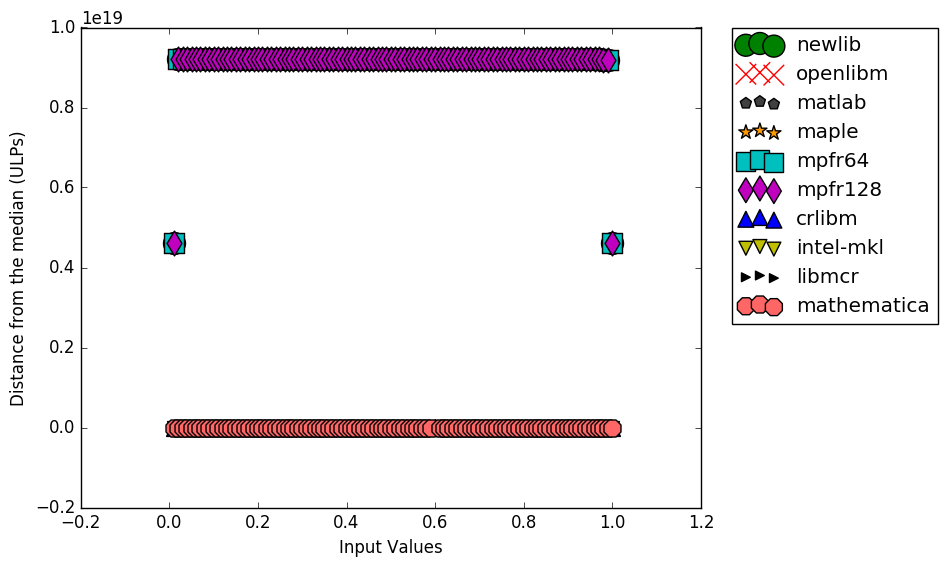 1e19
1.0
0.8
0.6
0.4
0.2
0.0
−0.2
−0.2 0.0 0.2 0.4 0.6 0.8 1.0 1.2
Input Values
Distance from the median (ULPs)
newlib
openlibm
matlab
maple
mpfr64
mpfr128
crlibm
intel-mkl
libmcr
mathematica